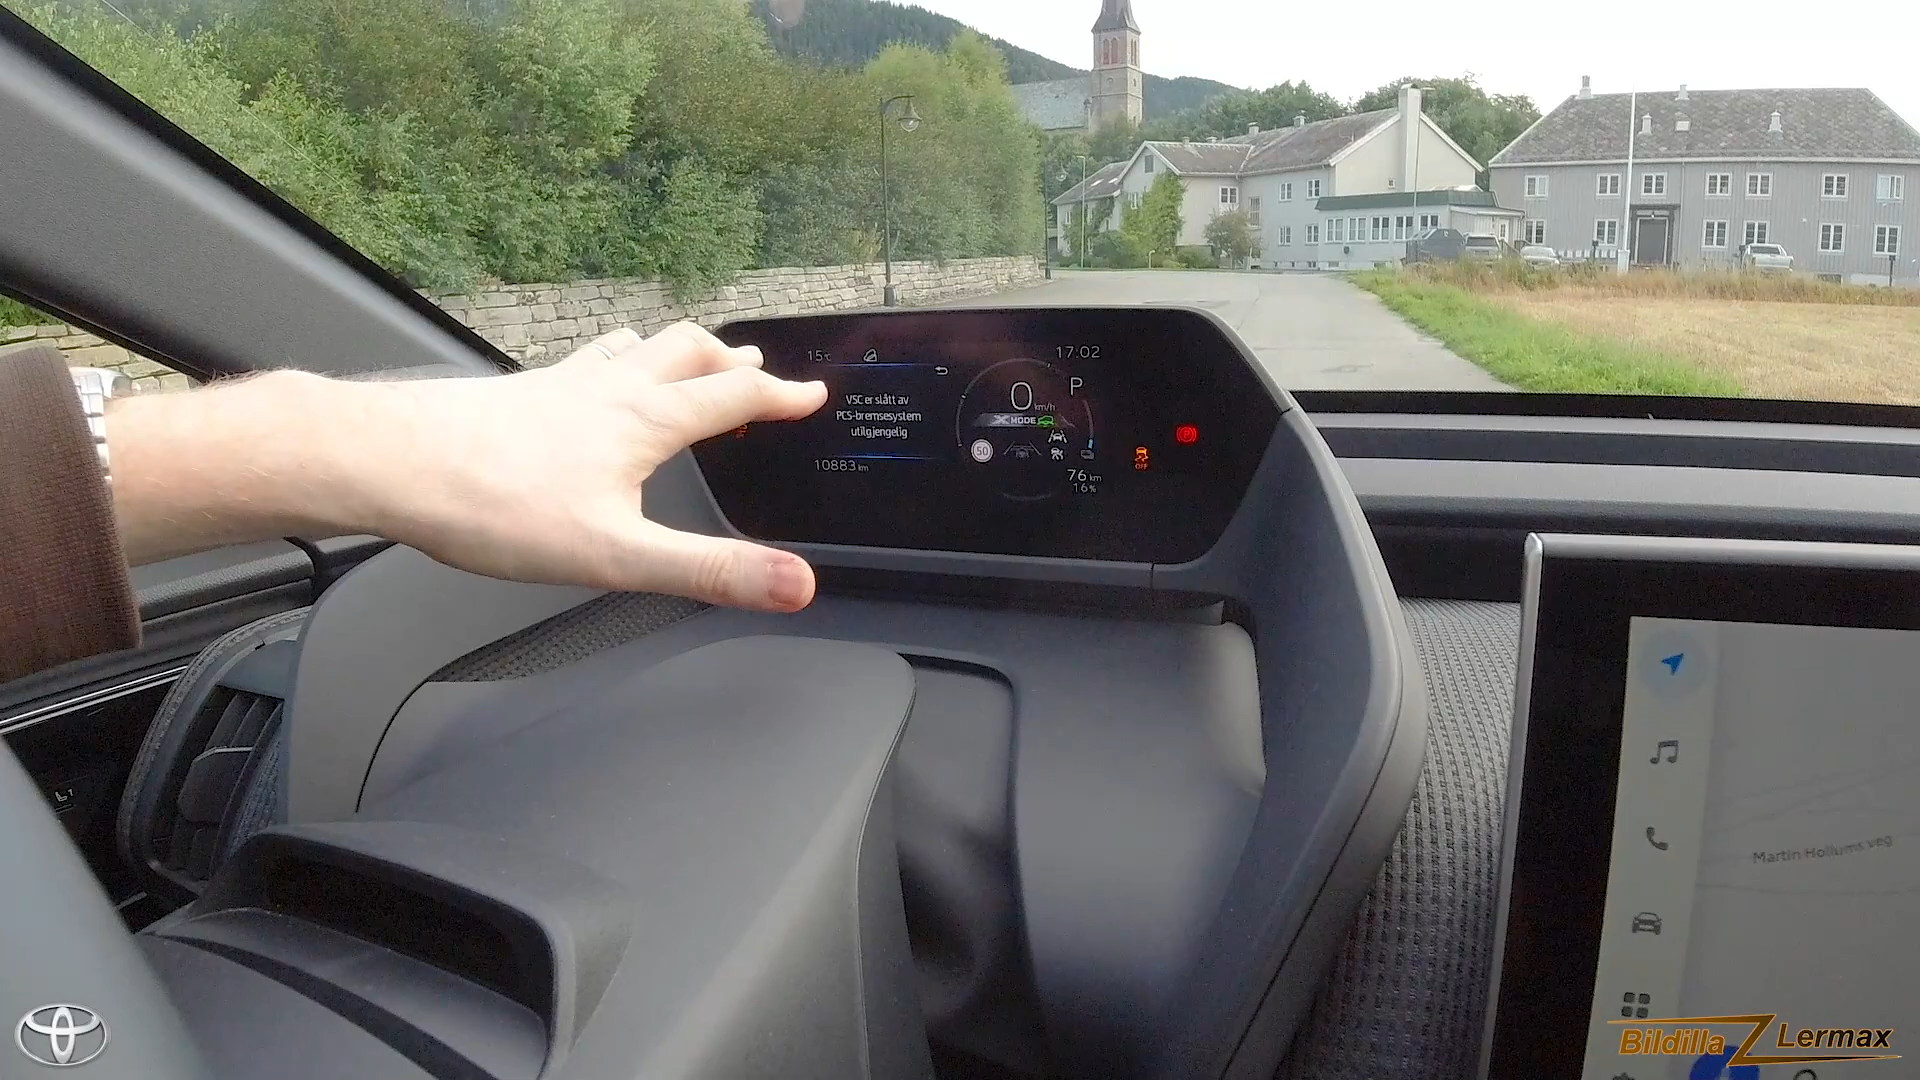 15°C
17:02
VSC er slått av
PCS-bremsesystem
utilgjengelig
0 km/h
P
X MODE
50
10883 km
76 km
16%
OFF
P
1
Martin Hollums veg
Bildilla Z Lermax